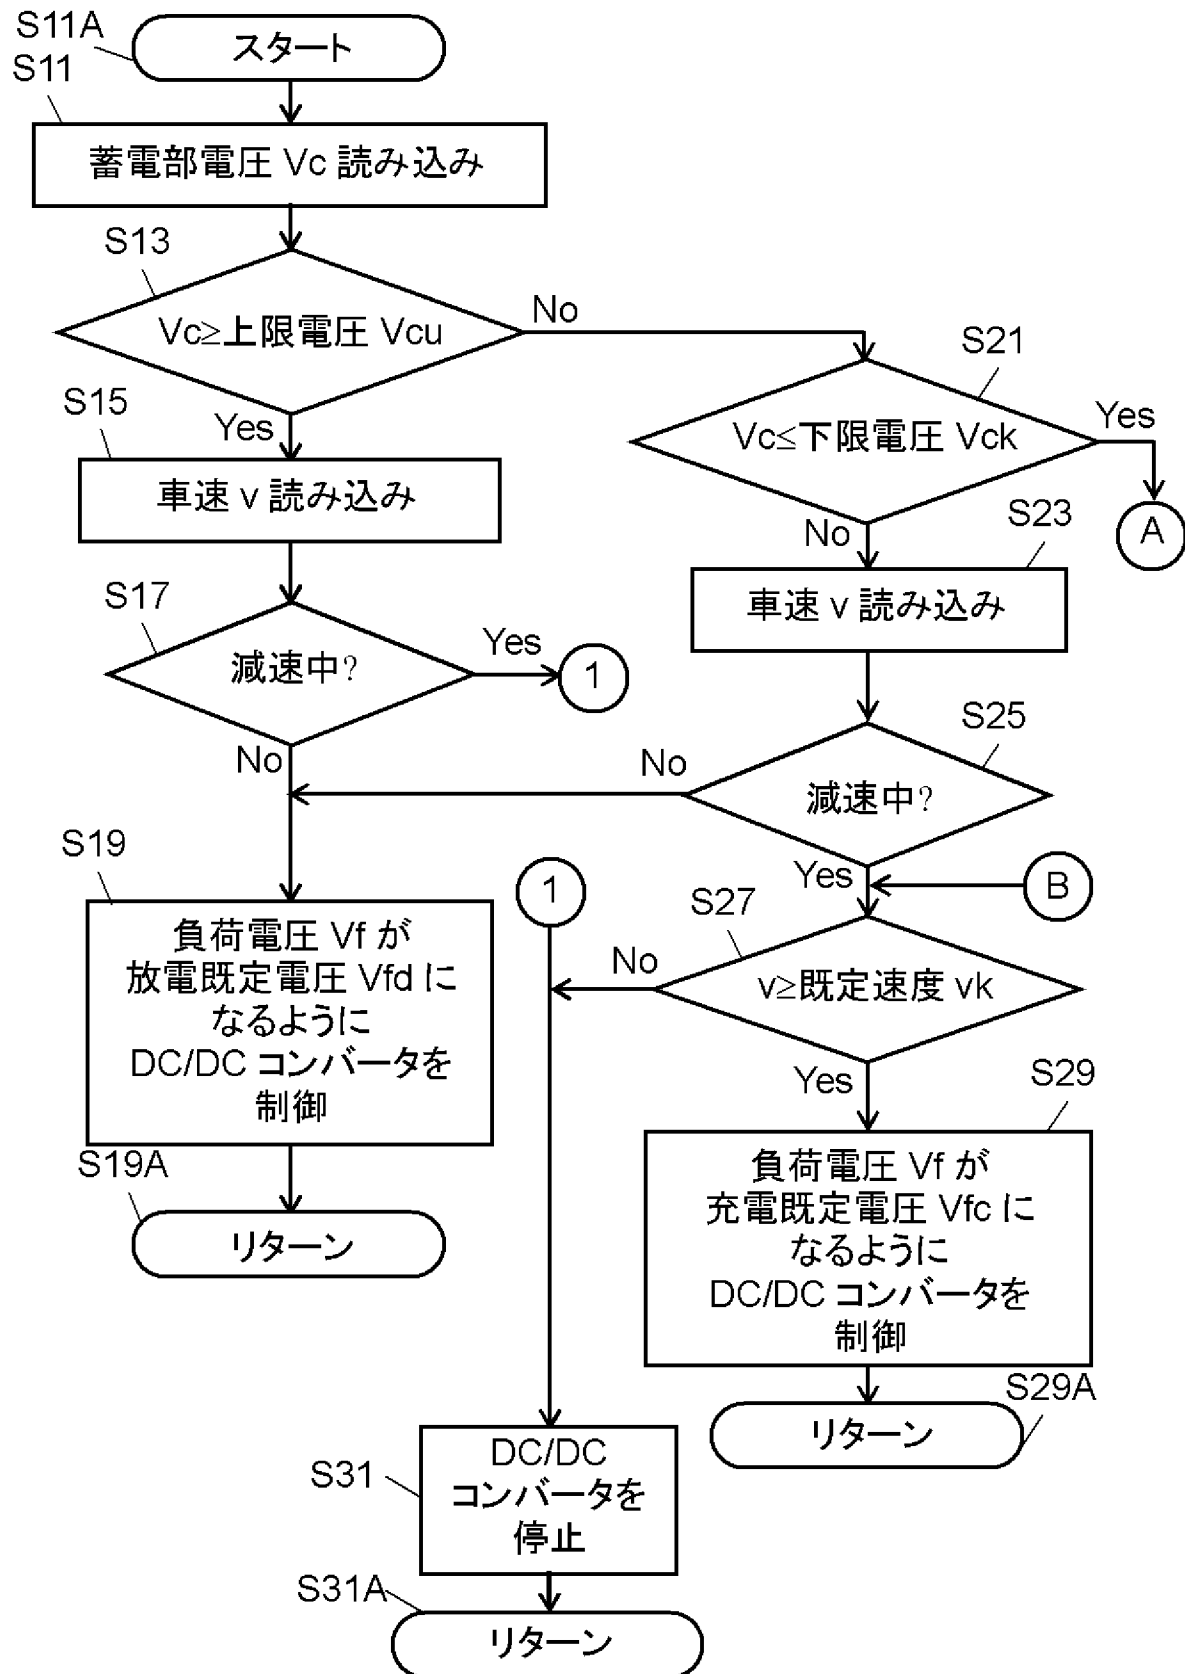 S11A
スタート
S11
蓄電部電圧 Vc 読み込み
S13
Vc≥上限電圧 Vcu
No
Yes
S21
Vc≤下限電圧 Vck
Yes
A
No
S15
車速 v 読み込み
S23
車速 v 読み込み
S17
減速中?
Yes
1
No
S25
減速中?
No
Yes
B
S19
負荷電圧 Vf が
放電既定電圧 Vfd に
なるように
DC/DC コンバータを
制御
S19A
リターン
1
S27
v≥既定速度 vk
No
Yes
S29
負荷電圧 Vf が
充電既定電圧 Vfc に
なるように
DC/DC コンバータを
制御
S29A
リターン
S31
DC/DC
コンバータを
停止
S31A
リターン